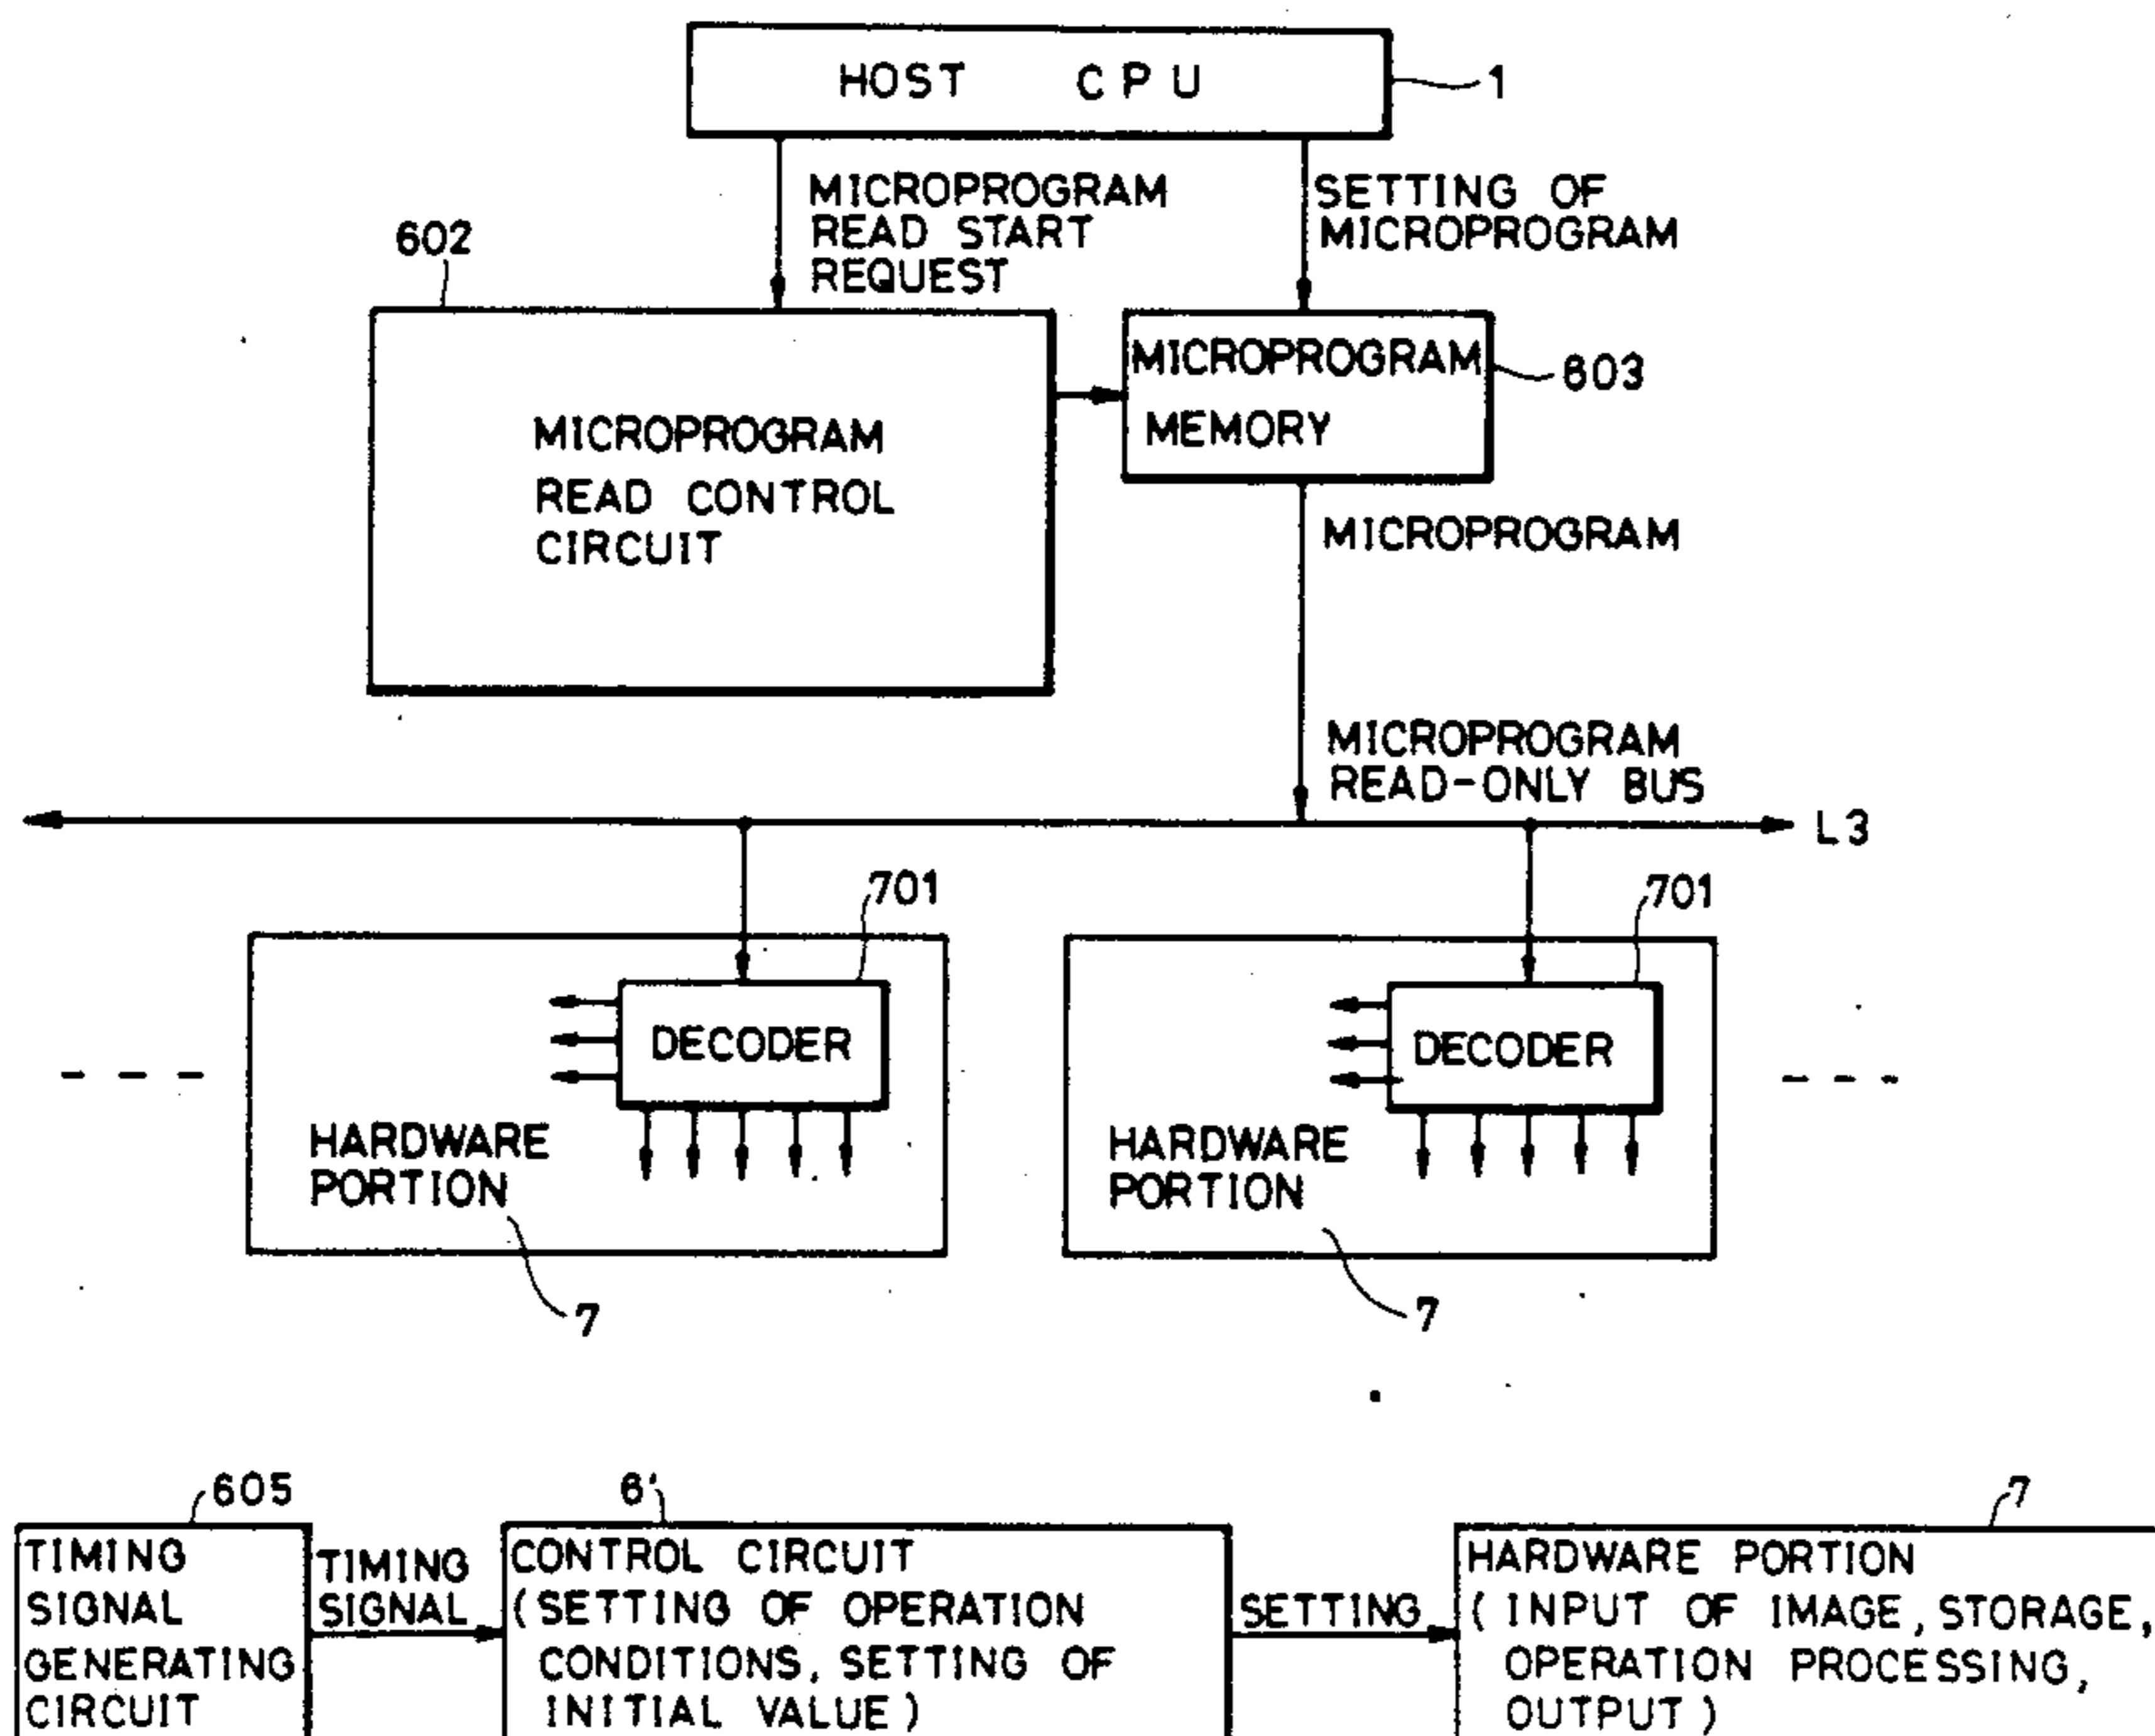 HOST CPU
1
MICROPROGRAM
READ START
REQUEST
SETTING OF
MICROPROGRAM
602
MICROPROGRAM
READ CONTROL
CIRCUIT
MICROPROGRAM
MEMORY
603
MICROPROGRAM
MICROPROGRAM
READ-ONLY BUS
L3
701
701
DECODER
DECODER
HARDWARE
PORTION
HARDWARE
PORTION
7
7
605
6'
7
TIMING
SIGNAL
GENERATING
CIRCUIT
TIMING
SIGNAL
CONTROL CIRCUIT
(SETTING OF OPERATION
CONDITIONS, SETTING OF
INITIAL VALUE)
SETTING
HARDWARE PORTION
(INPUT OF IMAGE, STORAGE,
OPERATION PROCESSING,
OUTPUT)